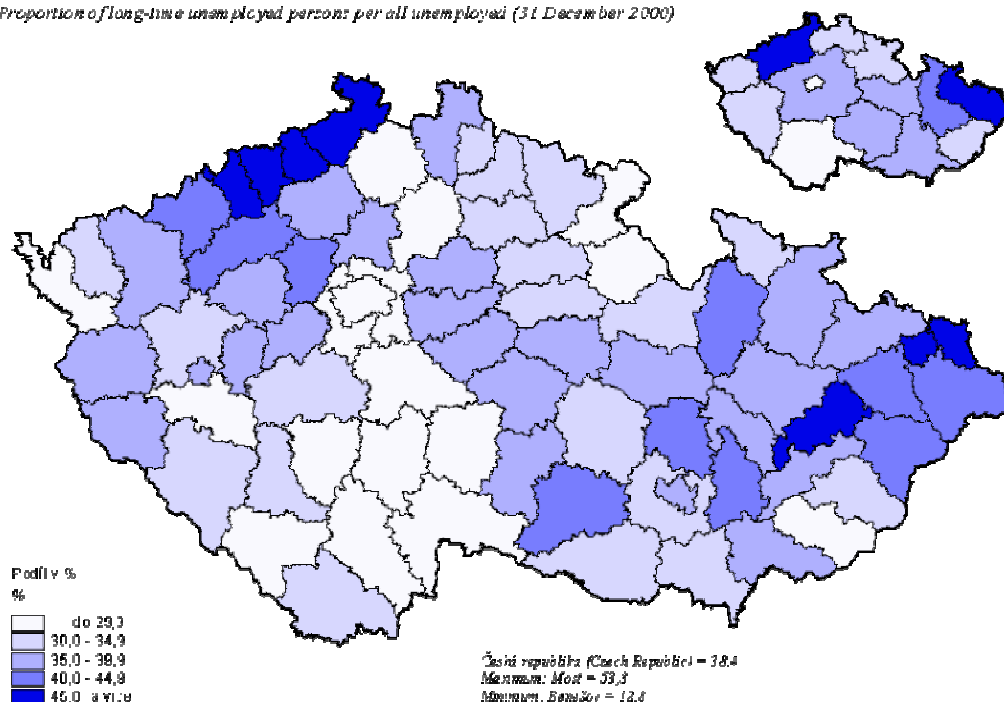 Proportion of long-time unemployed persons per all unemployed (31 December 2000)
Podíl v %
%
do 29,9
30,0 - 34,9
35,0 - 39,9
40,0 - 44,9
45,0 a více
Česká republika (Czech Republic) = 38,4
Maximum: Most = 53,8
Minimum: Benešov = 12,8